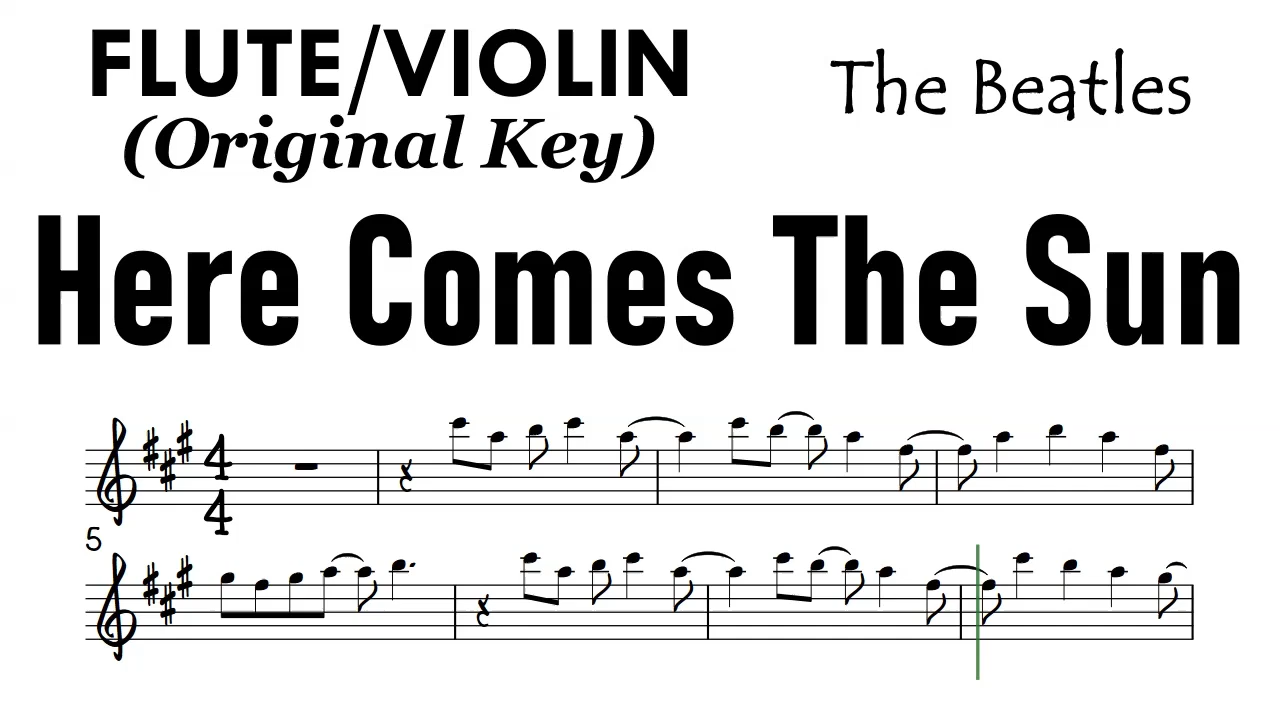 FLUTE/VIOLIN
The Beatles
(Original Key)
Here Comes The Sun
4
4
5